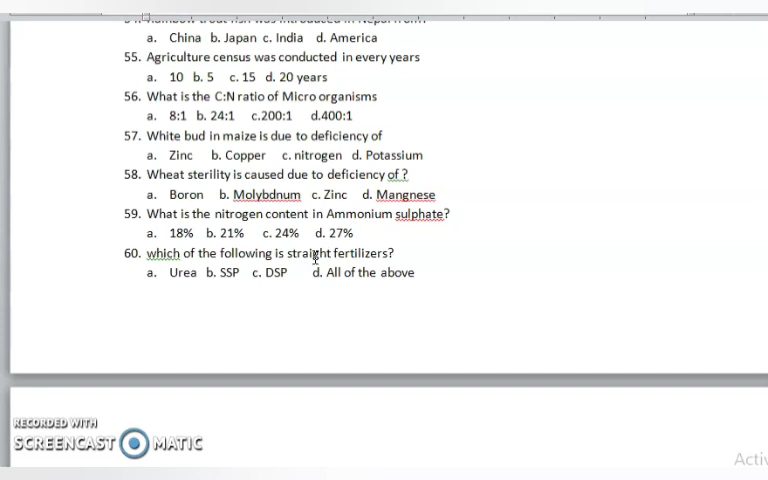 a. China b. Japan c. India d. America
55. Agriculture census was conducted in every years
a. 10 b. 5 c. 15 d. 20 years
56. What is the C:N ratio of Micro organisms
a. 8:1 b. 24:1 c.200:1 d.400:1
57. White bud in maize is due to deficiency of
a. Zinc b. Copper c. nitrogen d. Potassium
58. Wheat sterility is caused due to deficiency of ?
a. Boron b. Molybdnum c. Zinc d. Mangnese
59. What is the nitrogen content in Ammonium sulphate?
a. 18% b. 21% c. 24% d. 27%
60. which of the following is straight fertilizers?
a. Urea b. SSP c. DSP d. All of the above
RECORDED WITH
SCREENCAST MATIC